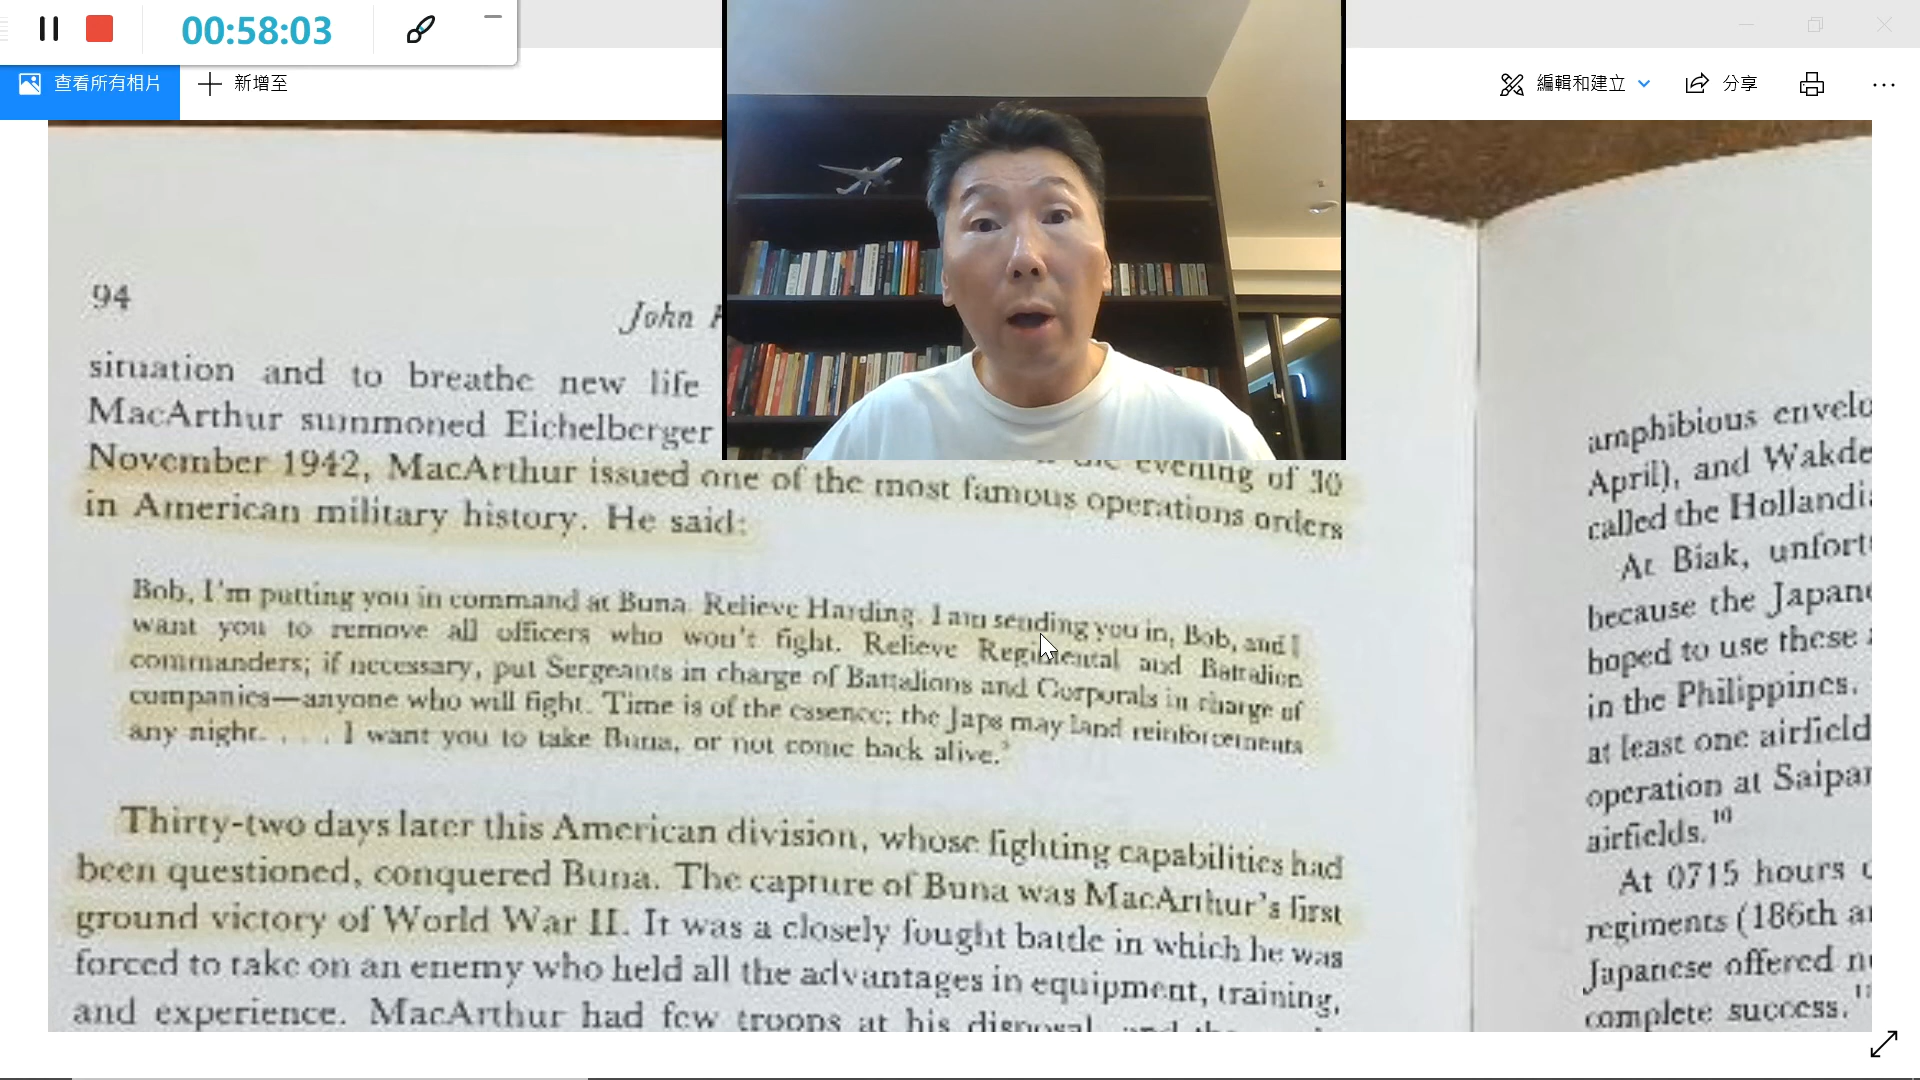 00:58:03
查看所有相片
新增至
編輯和建立
分享
94
John
situation and to breathe new life
MacArthur summoned Eichelberger
evening of 30
November 1942, MacArthur issued one of the most famous operations orders
in American military history. He said:
Bob, I'm putting you in command at Buna. Relieve Harding. I am sending you in, Bob, and I
want you to remove all officers who won't fight. Relieve Regimental and Battalion
commanders; if necessary, put Sergeants in charge of Battalions and Corporals in charge of
companies—anyone who will fight. Time is of the essence; the Japs may land reinforcements
any night. . . . I want you to take Buna, or not come back alive.
Thirty-two days later this American division, whose fighting capabilities had
been questioned, conquered Buna. The capture of Buna was MacArthur's first
ground victory of World War II. It was a closely fought battle in which he was
forced to take on an enemy who held all the advantages in equipment, training,
and experience. MacArthur had few troops at his disposal, and
amphibious envelo
April), and Wakde
called the Hollandi
At Biak, unfort
because the Japan
hoped to use these
in the Philippines.
at least one airfield
operation at Saipa
airfields.10
At 0715 hours
regiments (186th a
Japanese offered n
complete success.